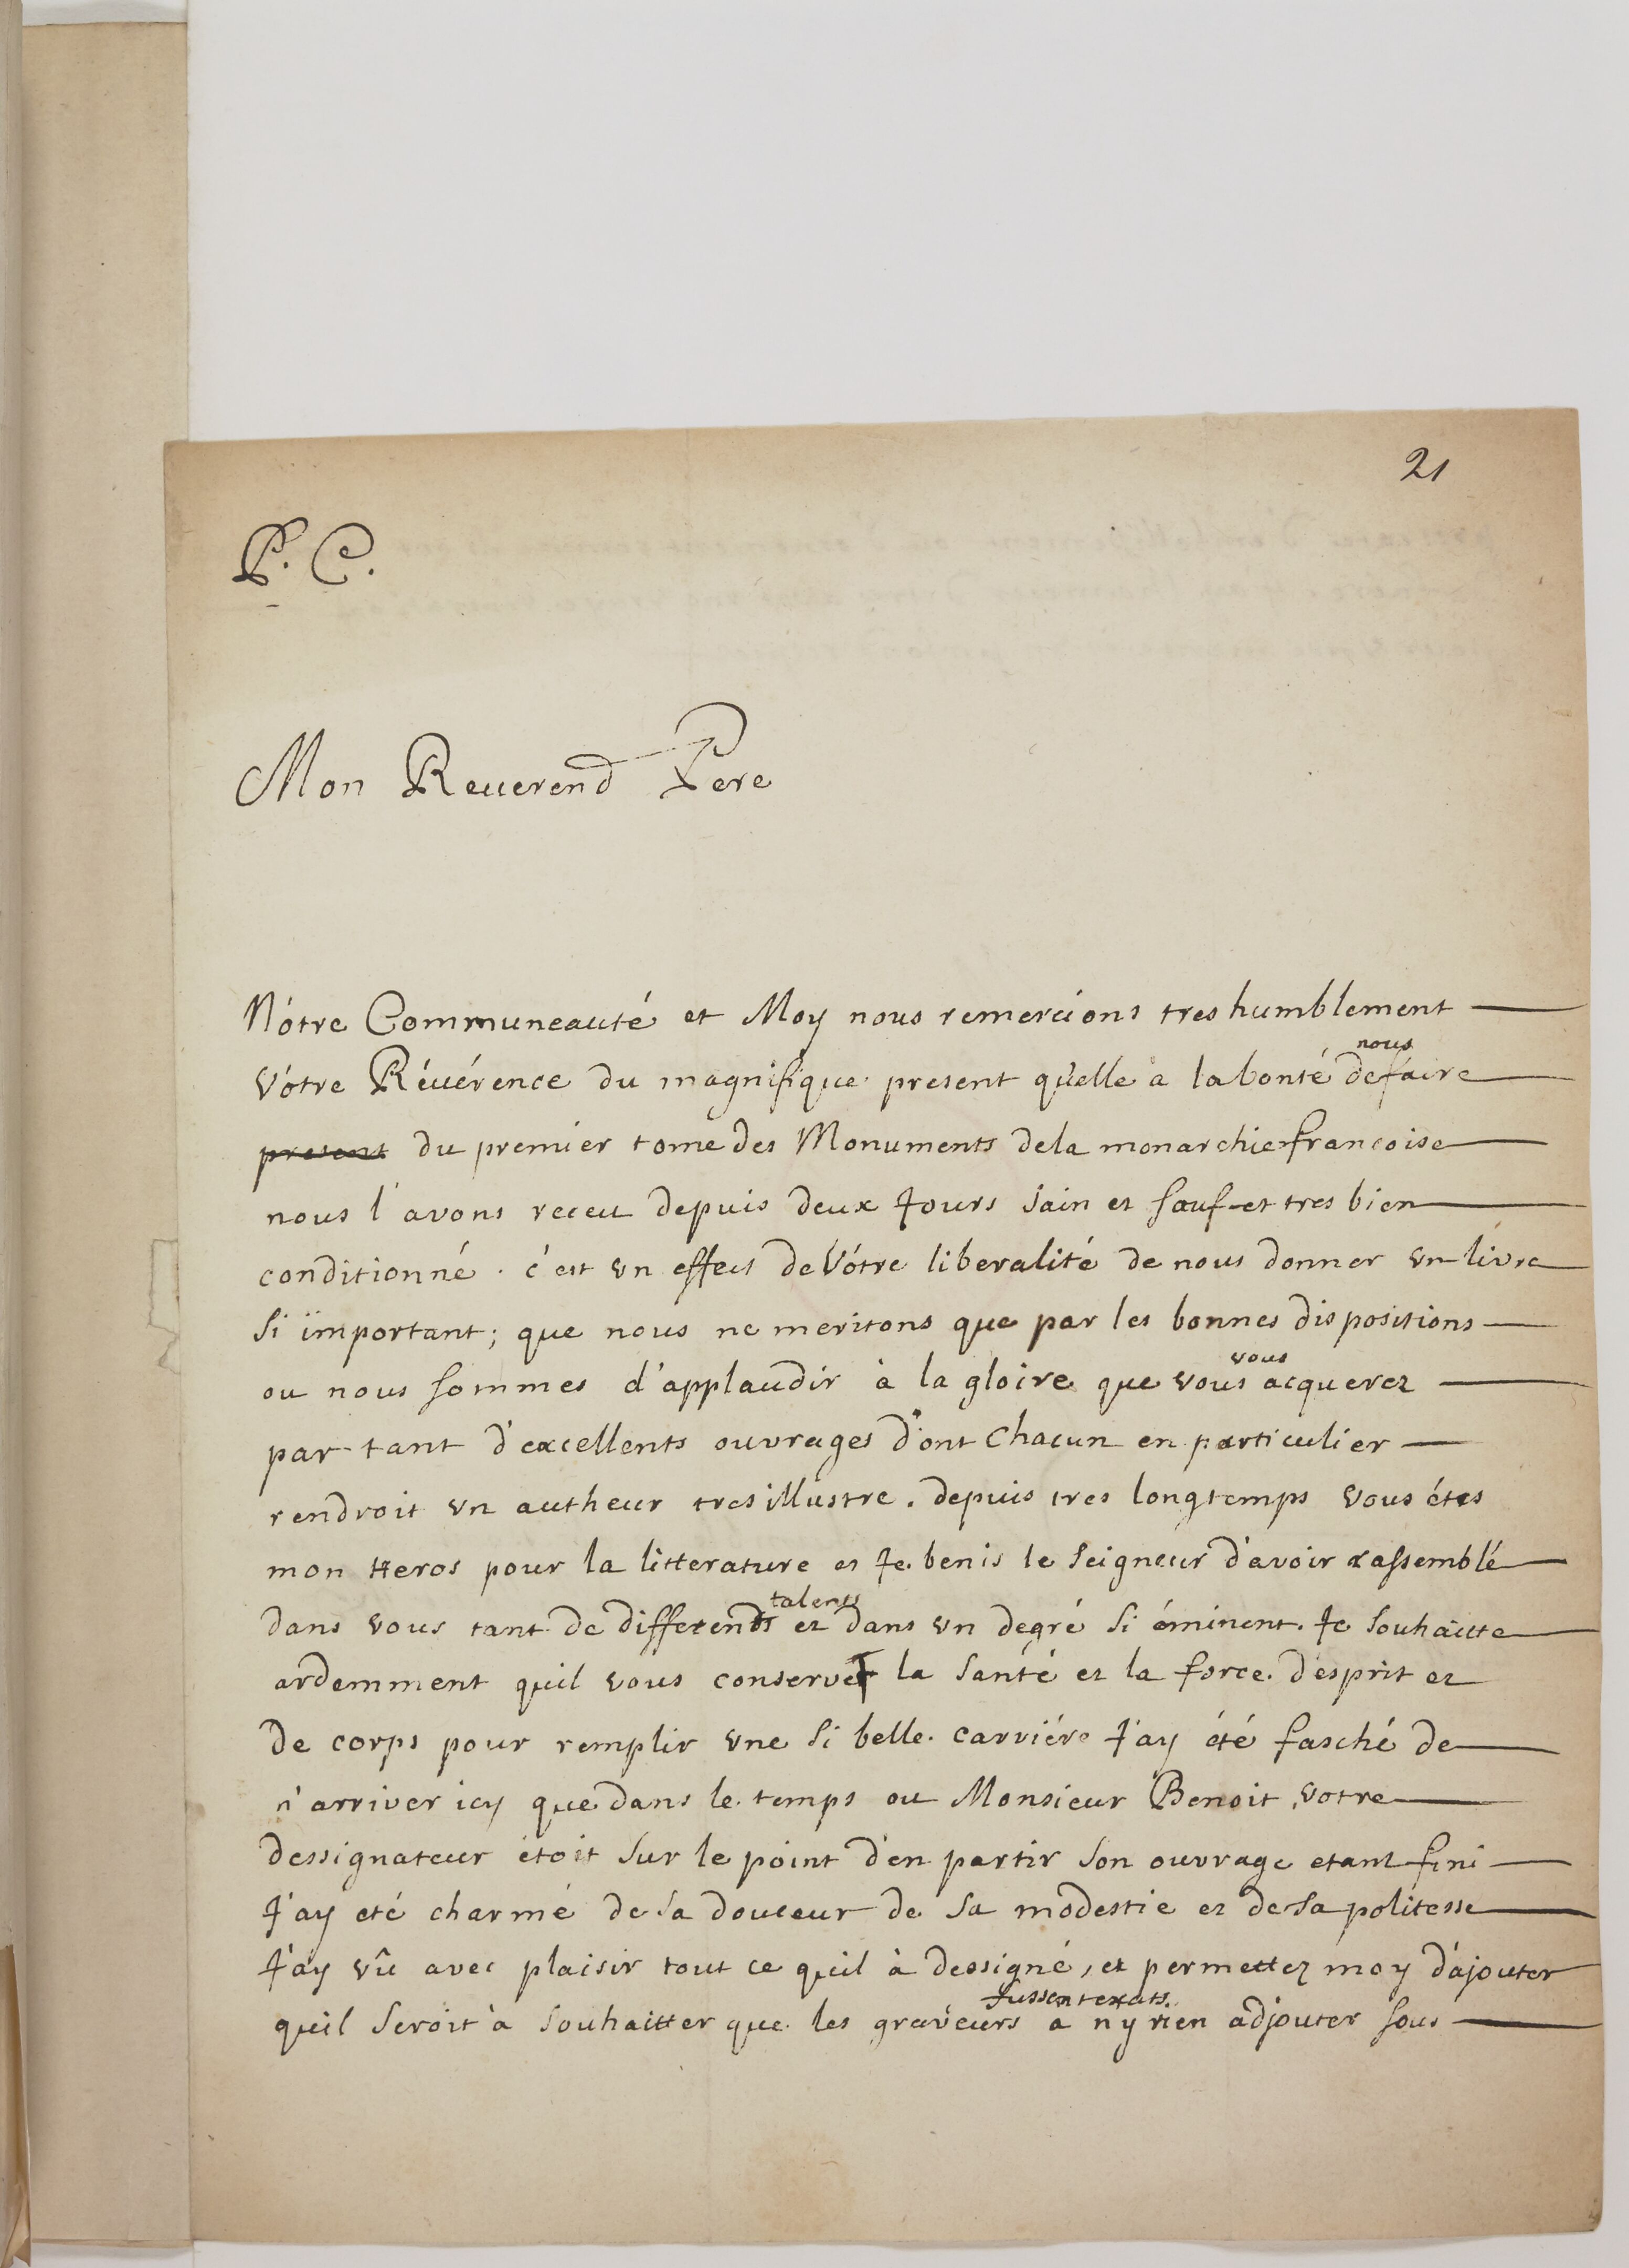 21
P. C.
Mon Reuerend Pere
Nótre Communeauté et Moy nous remercions tres humblement
Vótre Réuérence du magnifique present qu'elle a la bonté de nous faire
present du premier tome des Monuments de la monarchie francoise
nous l'avons receu depuis deux Jours sain et sauf et tres bien
conditionné. c'est vn effect de Vótre liberalité de nous donner vn livre
si important; que nous ne meritons que par les bonnes dispositions
ou nous sommes d'applaudir à la gloire que vous vous acquerez
par tant d'excellents ouvrages d'ont Chacun en particulier
rendroit vn autheur tres illustre. depuis tres longtemps vous étes
mon Heros pour la litterature et Je benis le seigneur d'avoir rassemblé
dans vous tant de differents talents et dans vn degré si éminent. Je souhaitte
ardemment quil vous conserve la santé et la force d'esprit et
de corps pour remplir vne si belle carriére J'ay été fasché de
n'arriver icy que dans le temps ou Monsieur Benoit votre
dessignateur étoit sur le point d'en partir son ouvrage etant fini
J'ay eté charmé de sa douceur de sa modestie et de sa politesse
J'ay vû avec plaisir tout ce quil à dessigné, et permettez moy d'ajouter
quil seroit à souhaitter que les graveurs fussent exats a n'y rien adjouter sous